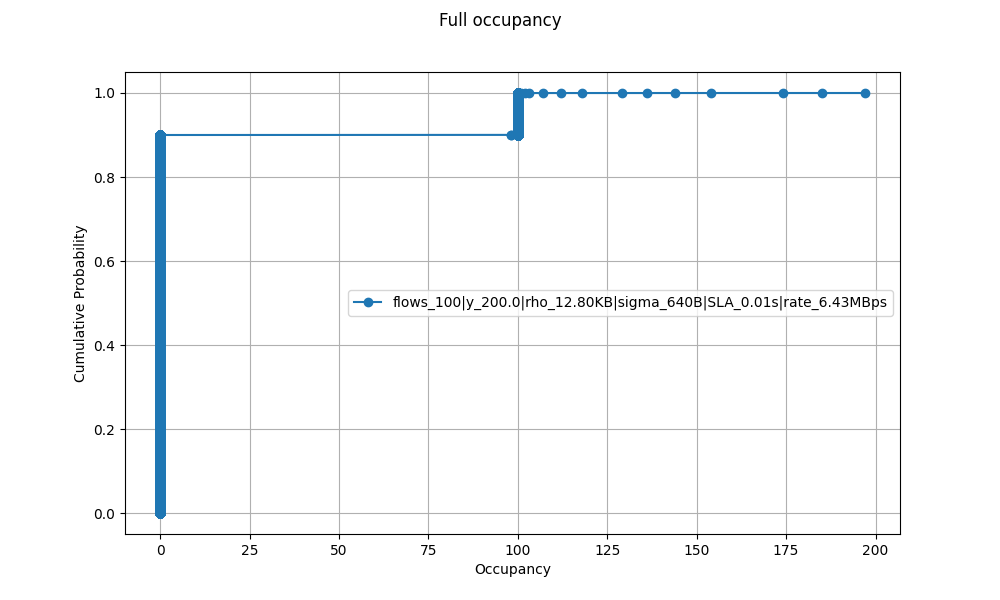 Full occupancy
1.0
0.8
0.6
0.4
0.2
0.0
Cumulative Probability
flows_100|y_200.0|rho_12.80KB|sigma_640B|SLA_0.01s|rate_6.43MBps
0 25 50 75 100 125 150 175 200
Occupancy